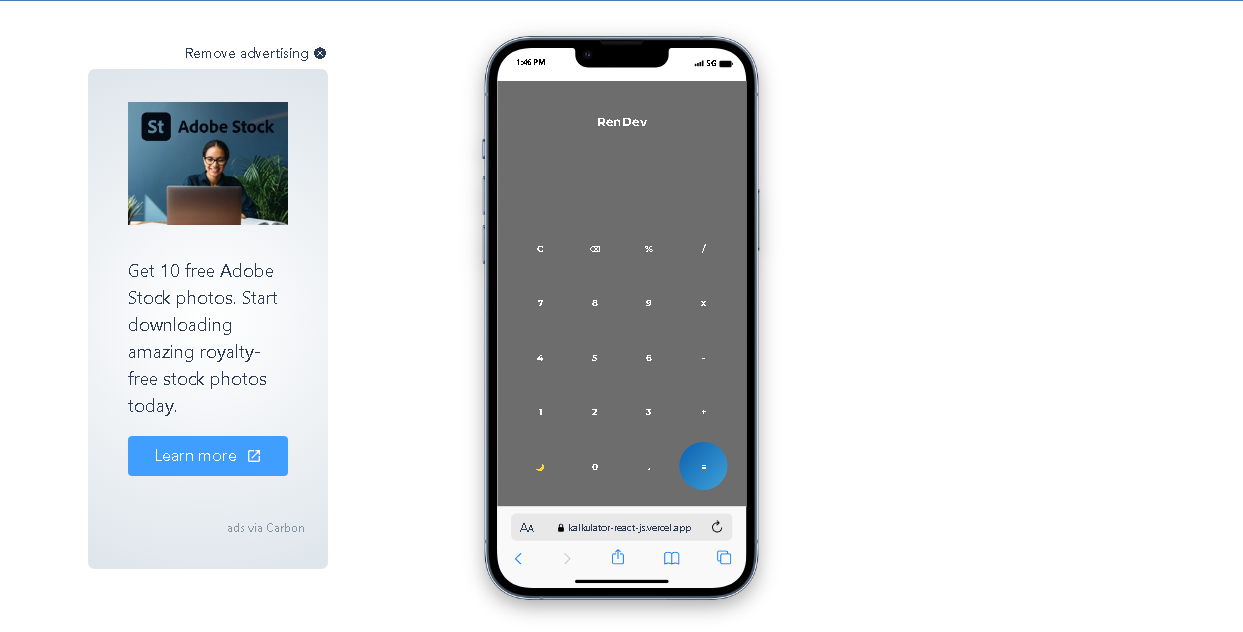 Remove advertising
St Adobe Stock
Get 10 free Adobe
Stock photos. Start
downloading
amazing royalty-
free stock photos
today.
Learn more
ads via Carbon
1:46 PM 5G
RenDev
C ⌫ % /
7 8 9 x
4 5 6 -
1 2 3 +
🌙 0 . =
AA kalkulator-react-js.vercel.app